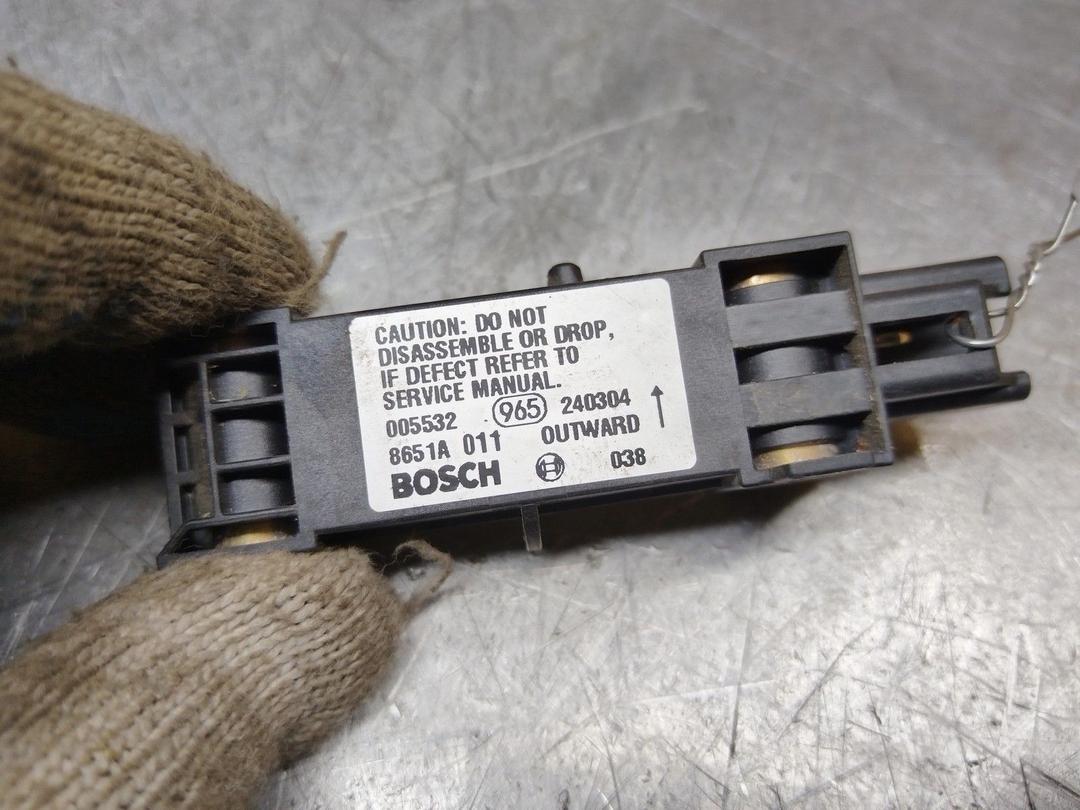 CAUTION: DO NOT
DISASSEMBLE OR DROP,
IF DEFECT REFER TO
SERVICE MANUAL.
005532 965 240304
8651A 011 OUTWARD
BOSCH 038